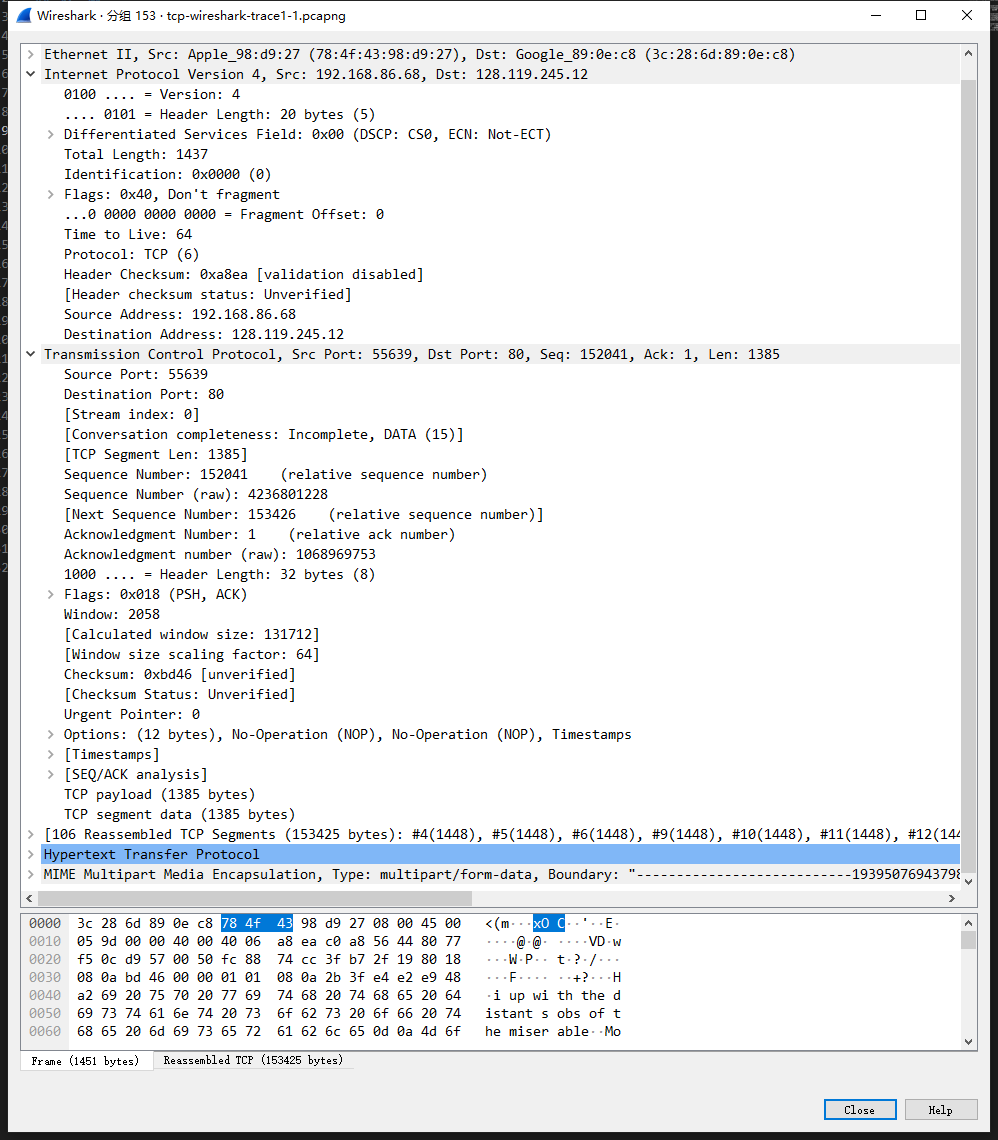 Wireshark · 分组 153 · tcp-wireshark-trace1-1.pcapng
Ethernet II, Src: Apple_98:d9:27 (78:4f:43:98:d9:27), Dst: Google_89:0e:c8 (3c:28:6d:89:0e:c8)
Internet Protocol Version 4, Src: 192.168.86.68, Dst: 128.119.245.12
0100 .... = Version: 4
.... 0101 = Header Length: 20 bytes (5)
Differentiated Services Field: 0x00 (DSCP: CS0, ECN: Not-ECT)
Total Length: 1437
Identification: 0x0000 (0)
Flags: 0x40, Don't fragment
...0 0000 0000 0000 = Fragment Offset: 0
Time to Live: 64
Protocol: TCP (6)
Header Checksum: 0xa8ea [validation disabled]
[Header checksum status: Unverified]
Source Address: 192.168.86.68
Destination Address: 128.119.245.12
Transmission Control Protocol, Src Port: 55639, Dst Port: 80, Seq: 152041, Ack: 1, Len: 1385
Source Port: 55639
Destination Port: 80
[Stream index: 0]
[Conversation completeness: Incomplete, DATA (15)]
[TCP Segment Len: 1385]
Sequence Number: 152041    (relative sequence number)
Sequence Number (raw): 4236801228
[Next Sequence Number: 153426    (relative sequence number)]
Acknowledgment Number: 1    (relative ack number)
Acknowledgment number (raw): 1068969753
1000 .... = Header Length: 32 bytes (8)
Flags: 0x018 (PSH, ACK)
Window: 2058
[Calculated window size: 131712]
[Window size scaling factor: 64]
Checksum: 0xbd46 [unverified]
[Checksum Status: Unverified]
Urgent Pointer: 0
Options: (12 bytes), No-Operation (NOP), No-Operation (NOP), Timestamps
[Timestamps]
[SEQ/ACK analysis]
TCP payload (1385 bytes)
TCP segment data (1385 bytes)
[106 Reassembled TCP Segments (153425 bytes): #4(1448), #5(1448), #6(1448), #9(1448), #10(1448), #11(1448), #12(144
Hypertext Transfer Protocol
MIME Multipart Media Encapsulation, Type: multipart/form-data, Boundary: "---------------------------19395076943798
0000 3c 28 6d 89 0e c8 78 4f 43 98 d9 27 08 00 45 00 <(m···xO C··'··E·
0010 05 9d 00 00 40 00 40 06 a8 ea c0 a8 56 44 80 77 ····@·@· ····VD·w
0020 f5 0c d9 57 00 50 fc 88 74 cc 3f b7 2f 19 80 18 ···W·P·· t·?·/···
0030 08 0a bd 46 00 00 01 01 08 0a 2b 3f e4 e2 e9 48 ···F···· ··+?···H
0040 a2 69 20 75 70 20 77 69 74 68 20 74 68 65 20 64 ·i up wi th the d
0050 69 73 74 61 6e 74 20 73 6f 62 73 20 6f 66 20 74 istant s obs of t
0060 68 65 20 6d 69 73 65 72 61 62 6c 65 0d 0a 4d 6f he miser able··Mo
Frame (1451 bytes) Reassembled TCP (153425 bytes)
Close Help